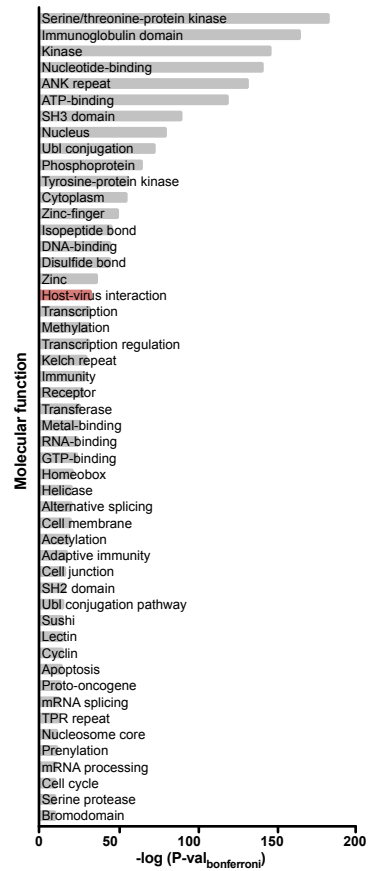 Serine/threonine-protein kinase
Immunoglobulin domain
Kinase
Nucleotide-binding
ANK repeat
ATP-binding
SH3 domain
Nucleus
Ubl conjugation
Phosphoprotein
Tyrosine-protein kinase
Cytoplasm
Zinc-finger
Isopeptide bond
DNA-binding
Disulfide bond
Zinc
Host-virus interaction
Transcription
Methylation
Transcription regulation
Kelch repeat
Immunity
Receptor
Transferase
Metal-binding
RNA-binding
GTP-binding
Homeobox
Helicase
Alternative splicing
Cell membrane
Acetylation
Adaptive immunity
Cell junction
SH2 domain
Ubl conjugation pathway
Sushi
Lectin
Cyclin
Apoptosis
Proto-oncogene
mRNA splicing
TPR repeat
Nucleosome core
Prenylation
mRNA processing
Cell cycle
Serine protease
Bromodomain
Molecular function
0 50 100 150 200
-log (P-val_bonferroni)